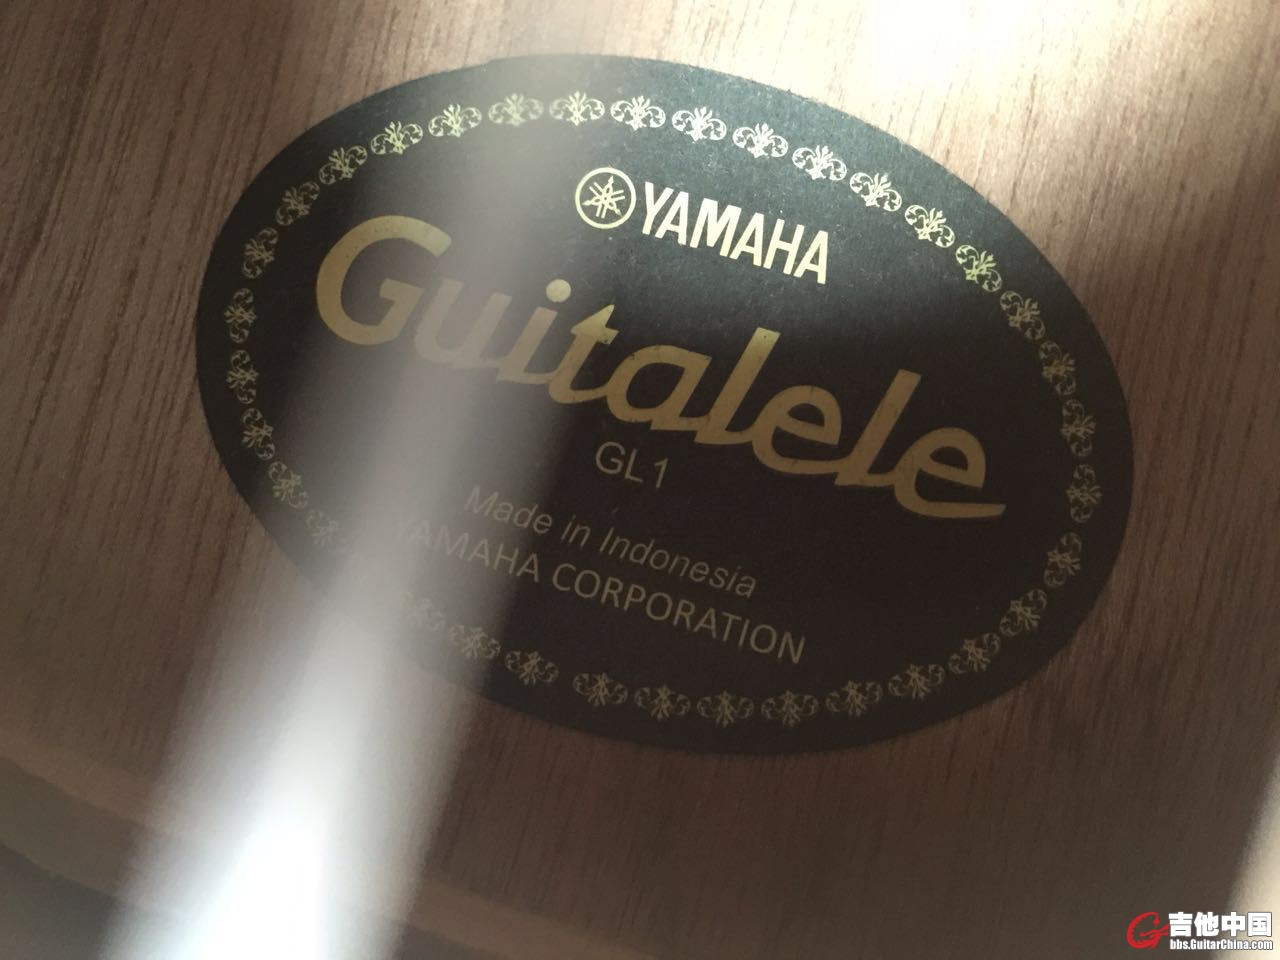 YAMAHA
Guitalele
GL1
Made in Indonesia
YAMAHA CORPORATION
吉他中国
bbs.GuitarChina.com